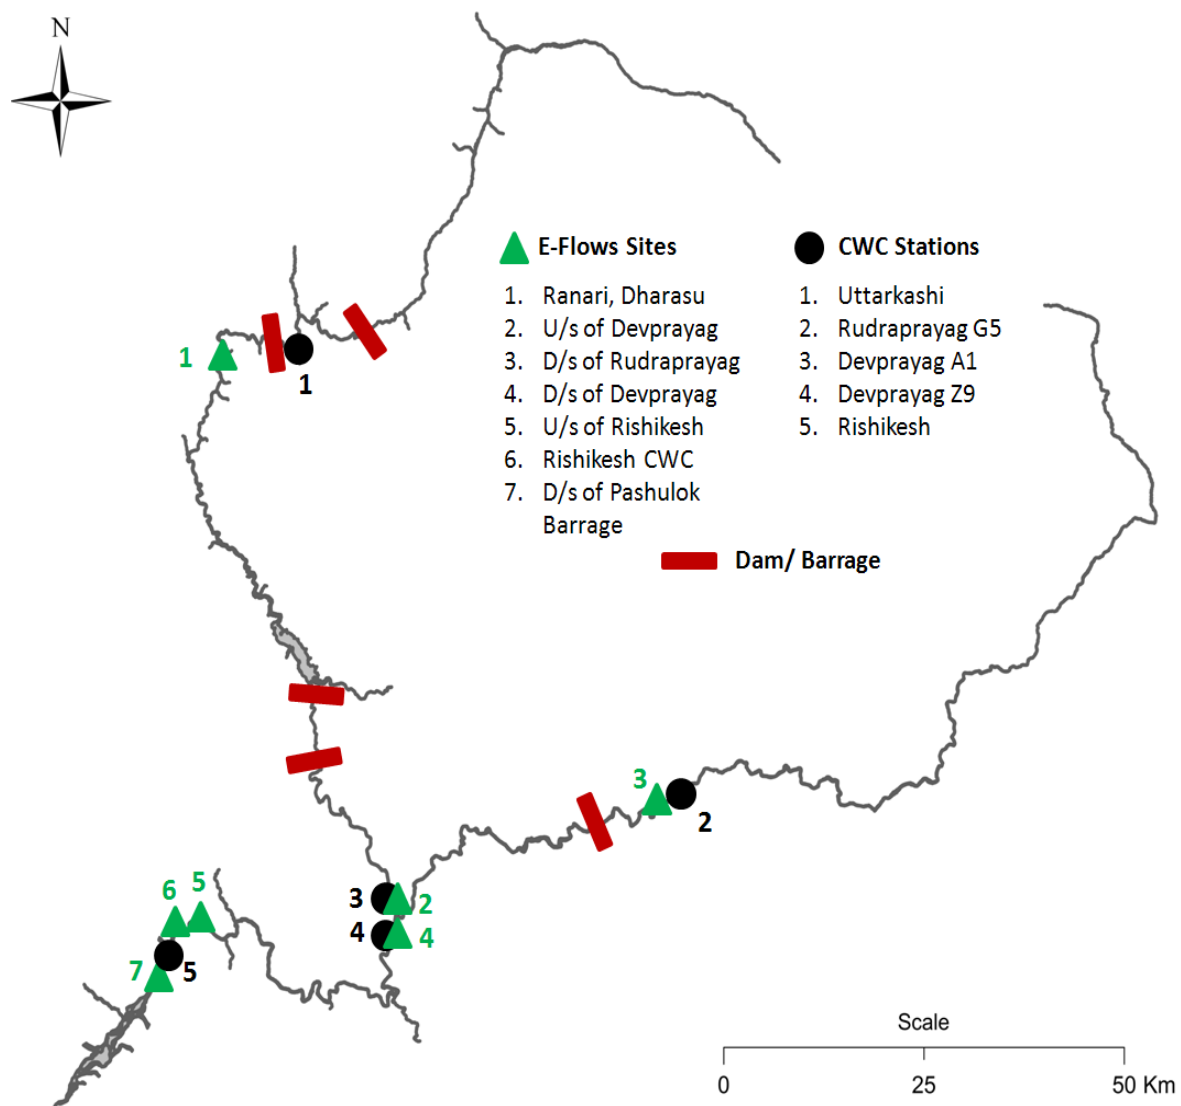 N
E-Flows Sites
1. Ranari, Dharasu
2. U/s of Devprayag
3. D/s of Rudraprayag
4. D/s of Devprayag
5. U/s of Rishikesh
6. Rishikesh CWC
7. D/s of Pashulok
Barrage
CWC Stations
1. Uttarkashi
2. Rudraprayag G5
3. Devprayag A1
4. Devprayag Z9
5. Rishikesh
Dam/ Barrage
1
1
3
2
3
2
4
4
6
5
7
5
Scale
0 25 50 Km